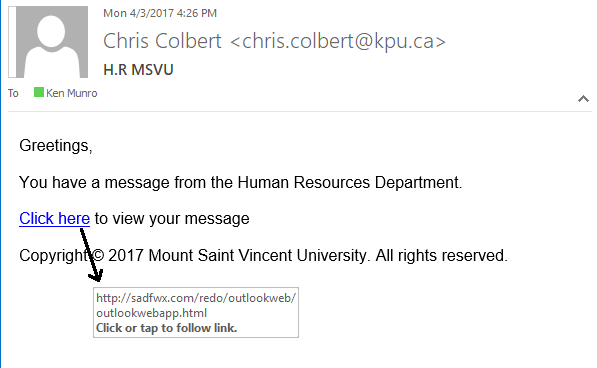 Mon 4/3/2017 4:26 PM
Chris Colbert <chris.colbert@kpu.ca>
H.R MSVU
To Ken Munro
Greetings,
You have a message from the Human Resources Department.
Click here to view your message
Copyright © 2017 Mount Saint Vincent University. All rights reserved.
http://sadfwx.com/redo/outlookweb/
outlookwebapp.html
Click or tap to follow link.